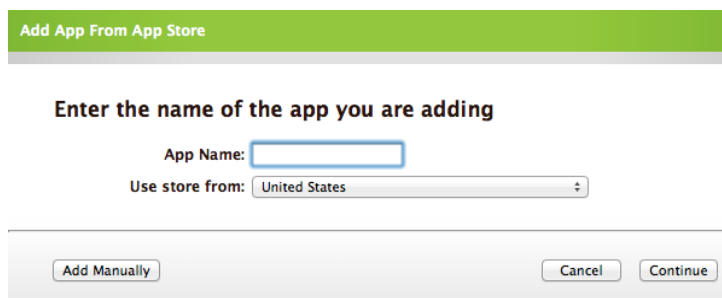 Add App From App Store
Enter the name of the app you are adding
App Name:
Use store from: United States
Add Manually Cancel Continue